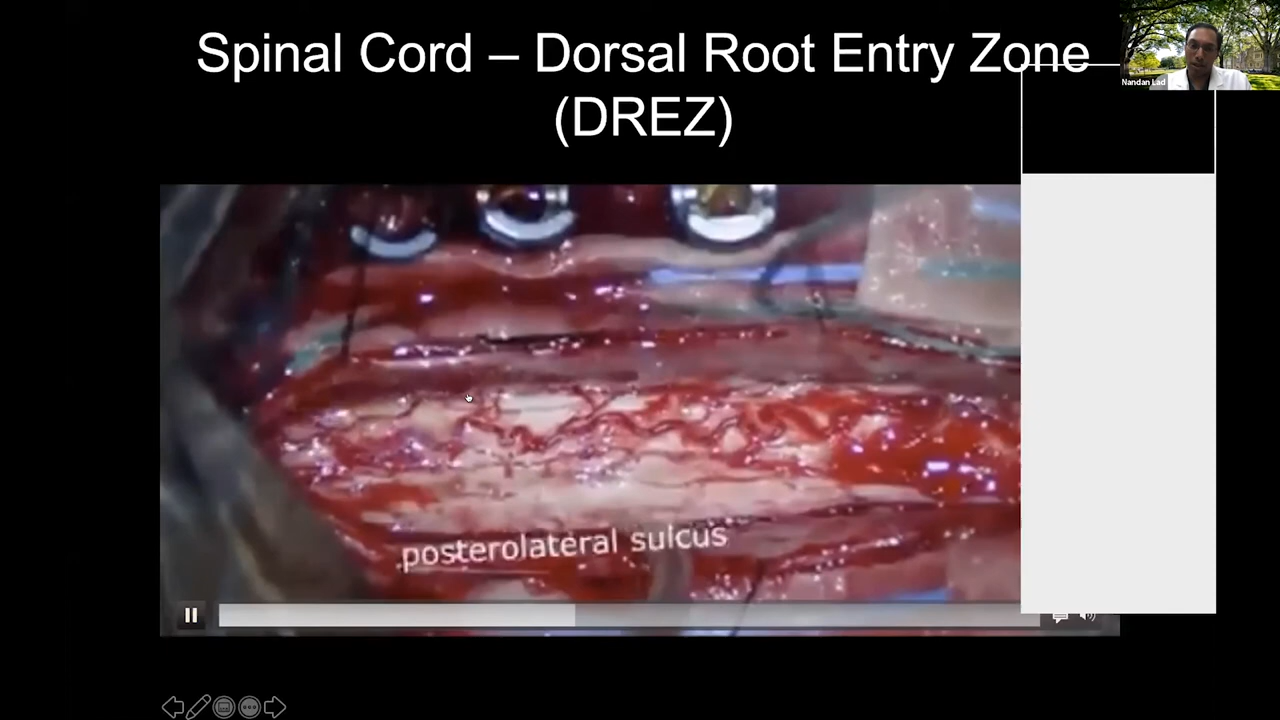 Spinal Cord – Dorsal Root Entry Zone
(DREZ)
Nandan Lad
posterolateral sulcus